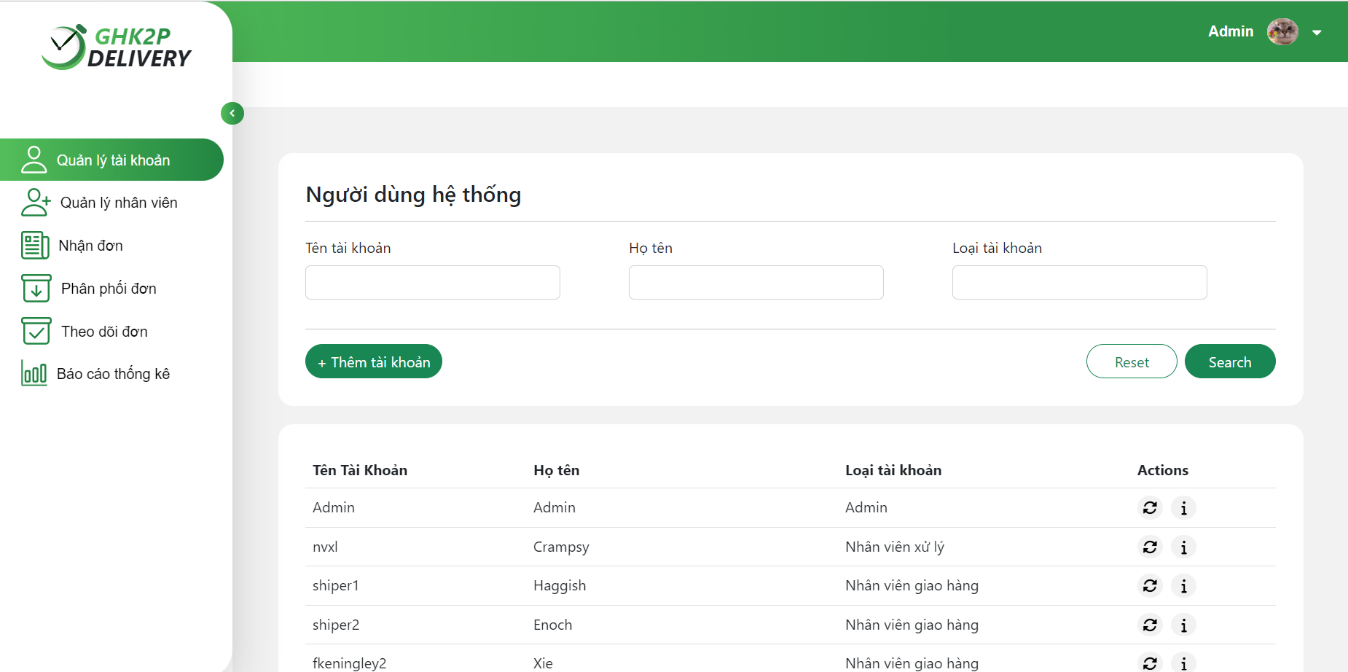 GHK2P
DELIVERY
Admin
Quản lý tài khoản
Quản lý nhân viên
Nhận đơn
Phân phối đơn
Theo dõi đơn
Báo cáo thống kê
Người dùng hệ thống
Tên tài khoản Họ tên Loại tài khoản
+ Thêm tài khoản Reset Search
Tên Tài Khoản Họ tên Loại tài khoản Actions
Admin Admin Admin
nvxl Crampsy Nhân viên xử lý
shiper1 Haggish Nhân viên giao hàng
shiper2 Enoch Nhân viên giao hàng
fkeningley2 Xie Nhân viên giao hàng